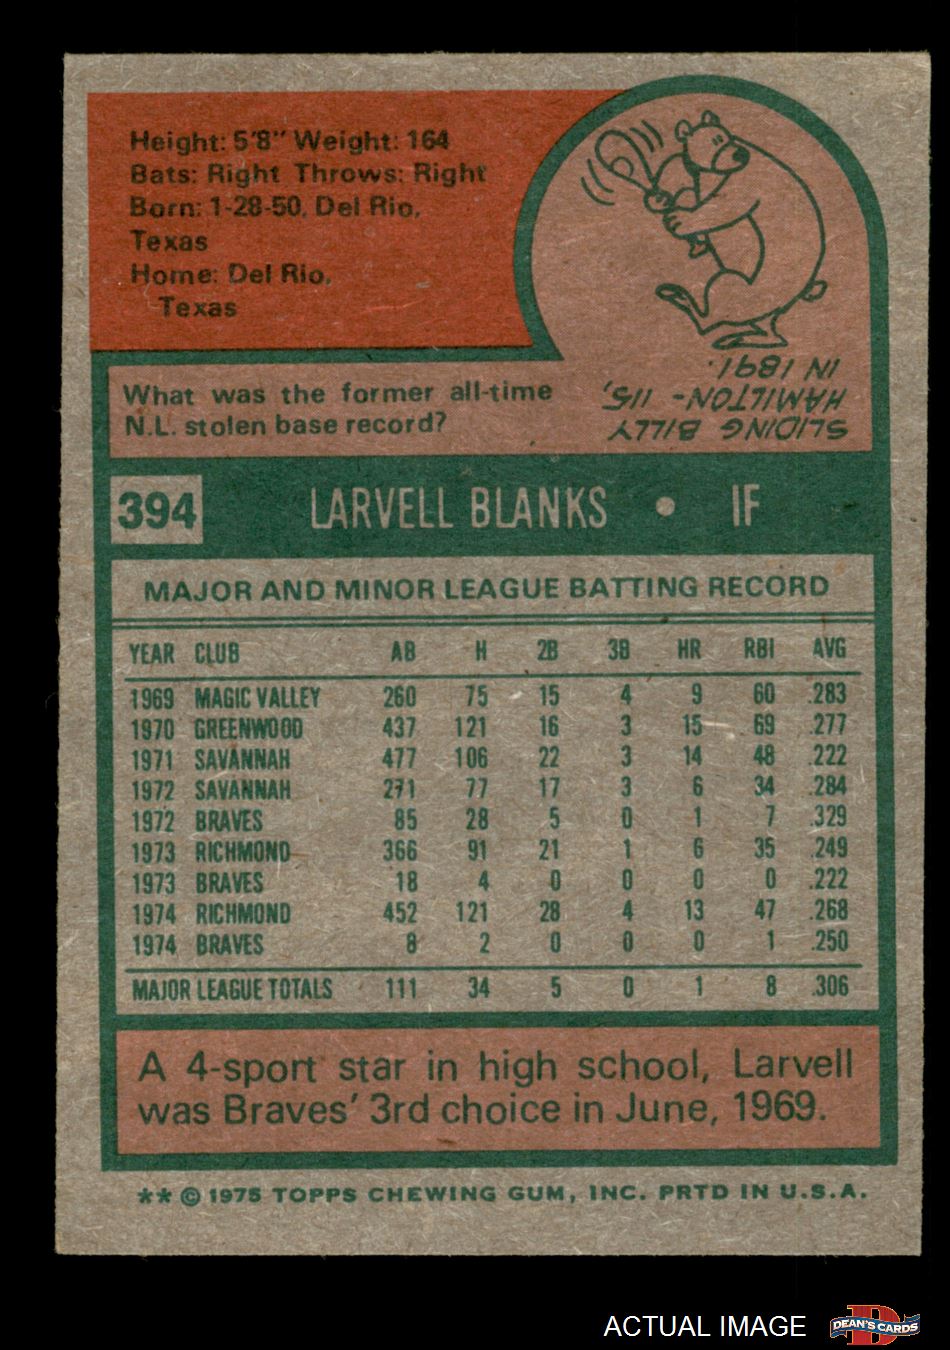 Height: 5'8" Weight: 164
Bats: Right Throws: Right
Born: 1-28-50, Del Rio,
Texas
Home: Del Rio,
Texas
What was the former all-time
N.L. stolen base record?
SLIDING BILLY
HAMILTON - 115,
IN 1891.
394 LARVELL BLANKS • IF
MAJOR AND MINOR LEAGUE BATTING RECORD
YEAR CLUB AB H 2B 3B HR RBI AVG
1969 MAGIC VALLEY 260 75 15 4 9 60 .283
1970 GREENWOOD 437 121 16 3 15 69 .277
1971 SAVANNAH 477 106 22 3 14 48 .222
1972 SAVANNAH 271 77 17 3 6 34 .284
1972 BRAVES 85 28 5 0 1 7 .329
1973 RICHMOND 366 91 21 1 6 35 .249
1973 BRAVES 18 4 0 0 0 0 .222
1974 RICHMOND 452 121 28 4 13 47 .268
1974 BRAVES 8 2 0 0 0 1 .250
MAJOR LEAGUE TOTALS 111 34 5 0 1 8 .306
A 4-sport star in high school, Larvell
was Braves' 3rd choice in June, 1969.
** © 1975 TOPPS CHEWING GUM, INC. PRTD IN U.S.A.
ACTUAL IMAGE
DEAN'S CARDS